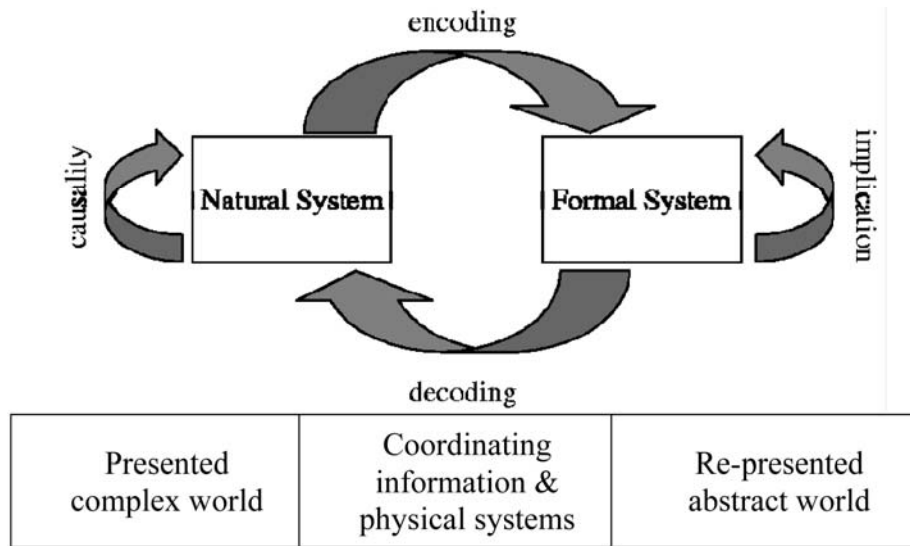 encoding
causality
Natural System
Formal System
implication
decoding
Presented
complex world
Coordinating
information &
physical systems
Re-presented
abstract world